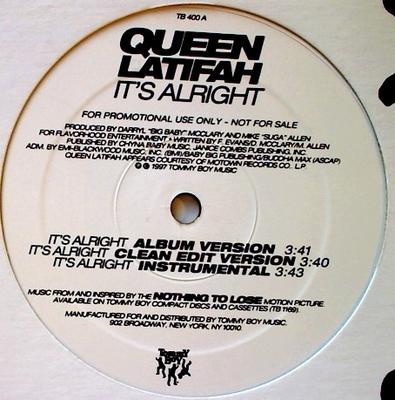 TB 400 A
QUEEN
LATIFAH
IT'S ALRIGHT
FOR PROMOTIONAL USE ONLY - NOT FOR SALE
PRODUCED BY DARRYL "BIG BABY" MCCLARY AND MIKE "SUGA" ALLEN
FOR FLAVORHOOD ENTERTAINMENT • WRITTEN BY F. EVANS/D. MCCLARY/M. ALLEN
PUBLISHED BY CHYNA BABY MUSIC, JANICE COMBS PUBLISHING, INC.
ADM. BY EMI-BLACKWOOD MUSIC, INC. (BMI)/BABY BIG PUBLISHING/BUDDHA MAX (ASCAP)
QUEEN LATIFAH APPEARS COURTESY OF MOTOWN RECORDS CO., L.P.
℗ © 1997 TOMMY BOY MUSIC
IT'S ALRIGHT ALBUM VERSION 3:41
IT'S ALRIGHT CLEAN EDIT VERSION 3:40
IT'S ALRIGHT INSTRUMENTAL 3:43
MUSIC FROM AND INSPIRED BY THE NOTHING TO LOSE MOTION PICTURE.
AVAILABLE ON TOMMY BOY COMPACT DISCS AND CASSETTES (TB 1169).
MANUFACTURED FOR AND DISTRIBUTED BY TOMMY BOY MUSIC.
902 BROADWAY, NEW YORK, NY 10010.
TOMMY
BOY